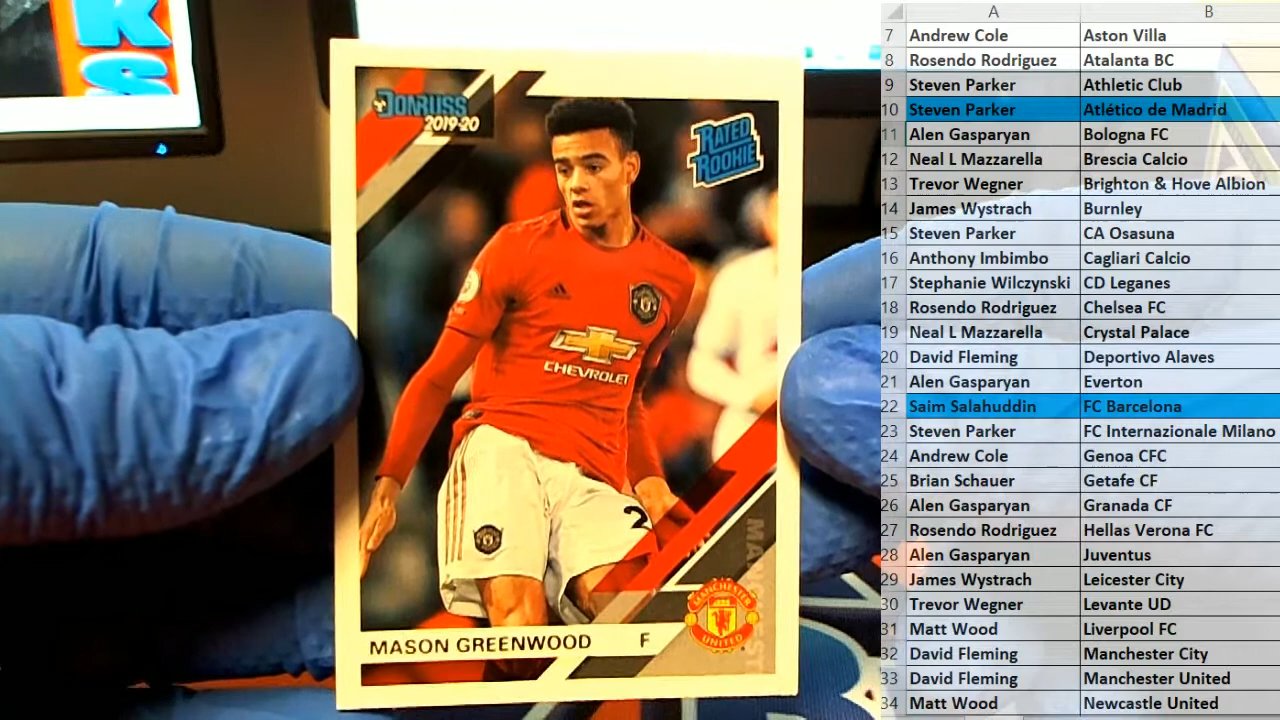 KS
DONRUSS
2019-20
RATED
ROOKIE
CHEVROLET
2
MANCHESTER
UNITED
MASON GREENWOOD F
A B
7 Andrew Cole Aston Villa
8 Rosendo Rodriguez Atalanta BC
9 Steven Parker Athletic Club
10 Steven Parker Atlético de Madrid
11 Alen Gasparyan Bologna FC
12 Neal L Mazzarella Brescia Calcio
13 Trevor Wegner Brighton & Hove Albion
14 James Wystrach Burnley
15 Steven Parker CA Osasuna
16 Anthony Imbimbo Cagliari Calcio
17 Stephanie Wilczynski CD Leganes
18 Rosendo Rodriguez Chelsea FC
19 Neal L Mazzarella Crystal Palace
20 David Fleming Deportivo Alaves
21 Alen Gasparyan Everton
22 Saim Salahuddin FC Barcelona
23 Steven Parker FC Internazionale Milano
24 Andrew Cole Genoa CFC
25 Brian Schauer Getafe CF
26 Alen Gasparyan Granada CF
27 Rosendo Rodriguez Hellas Verona FC
28 Alen Gasparyan Juventus
29 James Wystrach Leicester City
30 Trevor Wegner Levante UD
31 Matt Wood Liverpool FC
32 David Fleming Manchester City
33 David Fleming Manchester United
34 Matt Wood Newcastle United